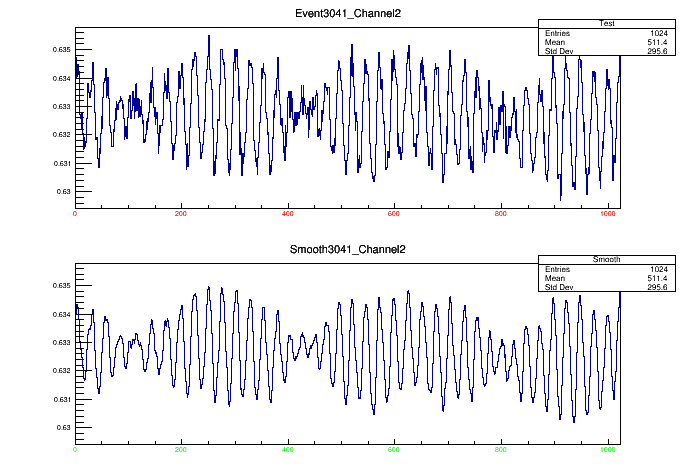 Event3041_Channel2
Test
Entries 1024
Mean 511.4
Std Dev 295.6
0.635
0.634
0.633
0.632
0.631
0.63
0 200 400 600 800 1000
Smooth3041_Channel2
Smooth
Entries 1024
Mean 511.4
Std Dev 295.6
0.635
0.634
0.633
0.632
0.631
0.63
0 200 400 600 800 1000